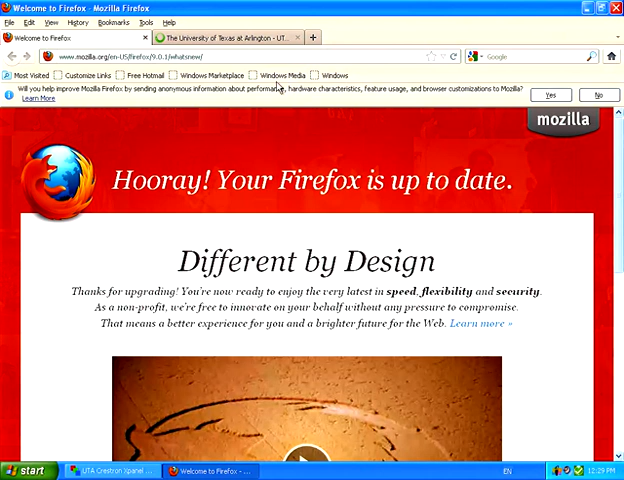 Welcome to Firefox - Mozilla Firefox
File Edit View History Bookmarks Tools Help
Welcome to Firefox
The University of Texas at Arlington - UT...
www.mozilla.org/en-US/firefox/9.0.1/whatsnew/
Google
Most Visited Customize Links Free Hotmail Windows Marketplace Windows Media Windows
Will you help improve Mozilla Firefox by sending anonymous information about performance, hardware characteristics, feature usage, and browser customizations to Mozilla?
Learn More
Yes No
mozilla
Hooray! Your Firefox is up to date.
Different by Design
Thanks for upgrading! You're now ready to enjoy the very latest in speed, flexibility and security.
As a non-profit, we're free to innovate on your behalf without any pressure to compromise.
That means a better experience for you and a brighter future for the Web. Learn more »
start
UTA Crestron Xpanel ...
Welcome to Firefox - ...
EN
12:29 PM